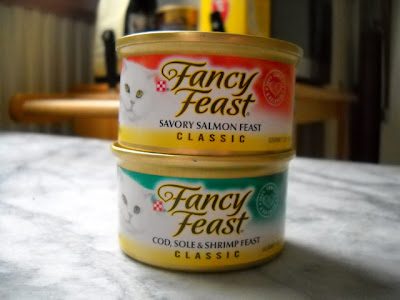 Fancy
Feast®
SAVORY SALMON FEAST
CLASSIC
Fancy
Feast®
COD, SOLE & SHRIMP FEAST
CLASSIC